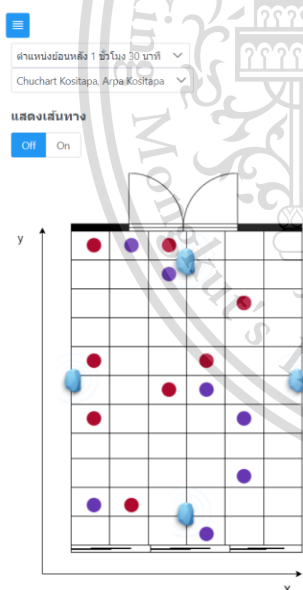 ตำแหน่งย้อนหลัง 1 ชั่วโมง 30 นาที
Chuchart Kositapa, Arpa Kositapa
แสดงเส้นทาง
Off On
y
x